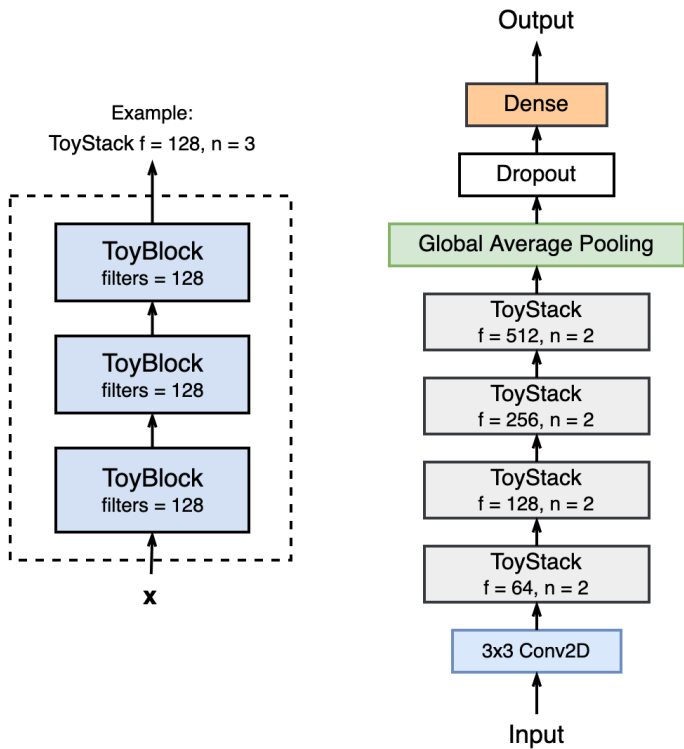 Example:
ToyStack f = 128, n = 3
ToyBlock
filters = 128
ToyBlock
filters = 128
ToyBlock
filters = 128
x
Output
Dense
Dropout
Global Average Pooling
ToyStack
f = 512, n = 2
ToyStack
f = 256, n = 2
ToyStack
f = 128, n = 2
ToyStack
f = 64, n = 2
3x3 Conv2D
Input